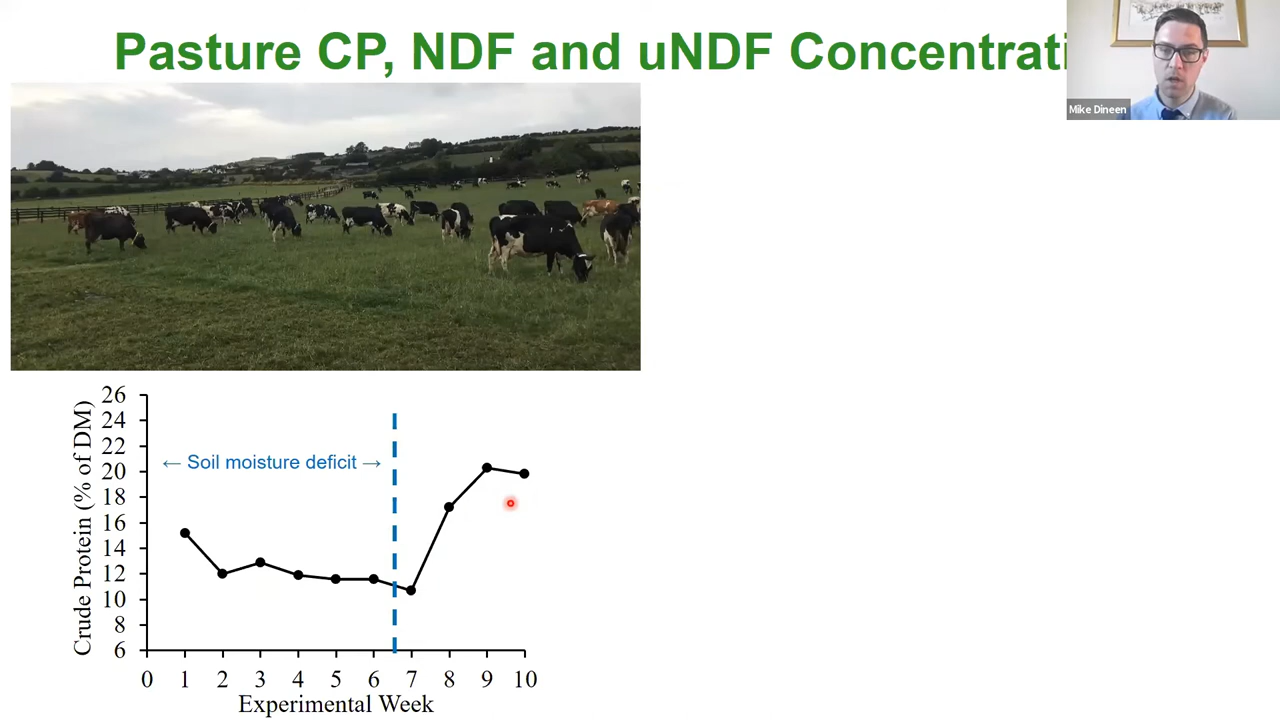 Pasture CP, NDF and uNDF Concentrati
Mike Dineen
26
24
22
20
18
16
14
12
10
8
6
Crude Protein (% of DM)
← Soil moisture deficit →
0 1 2 3 4 5 6 7 8 9 10
Experimental Week